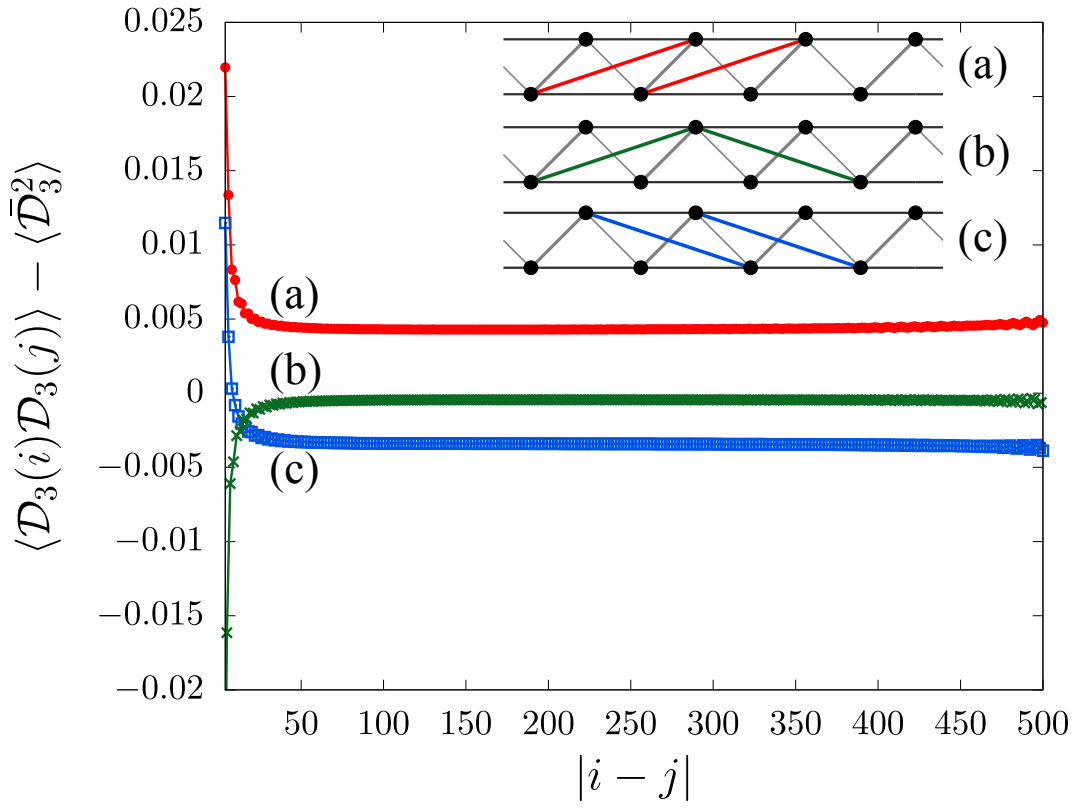 0.025
0.02
0.015
0.01
0.005
0
−0.005
−0.01
−0.015
−0.02
⟨𝒟₃(i)𝒟₃(j)⟩ − ⟨𝒟̄₃²⟩
(a)
(b)
(c)
(a)
(b)
(c)
50 100 150 200 250 300 350 400 450 500
|i − j|